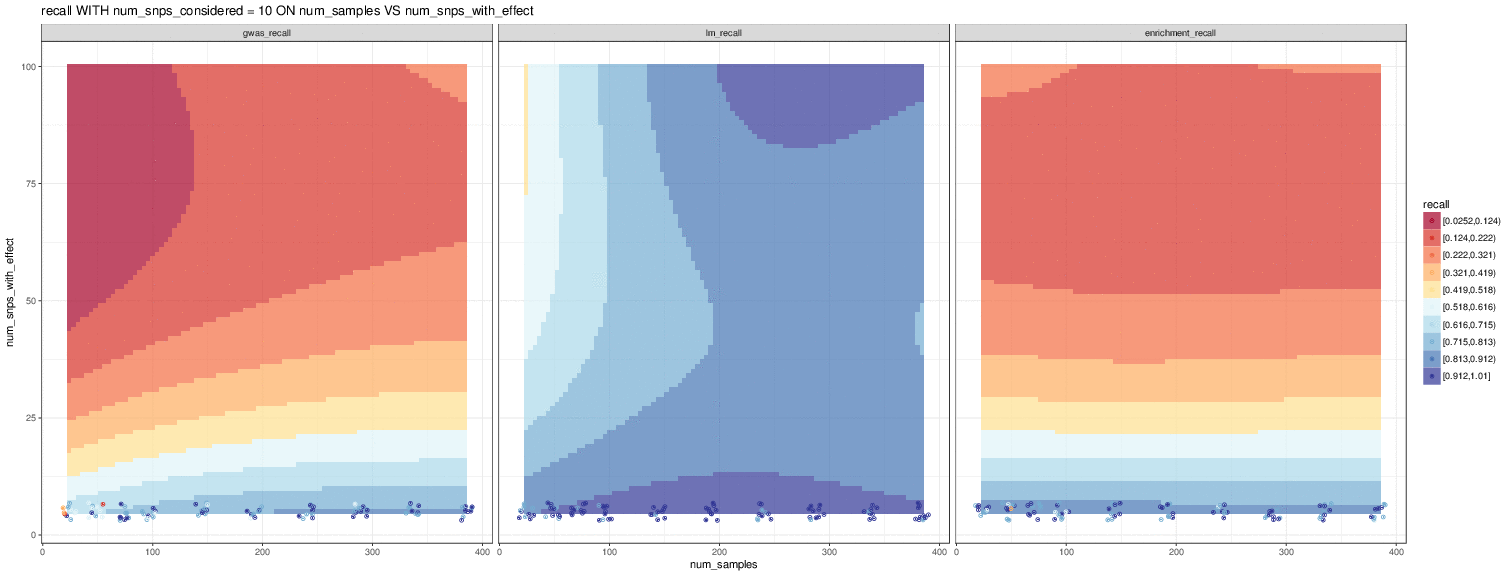 recall WITH num_snps_considered = 10 ON num_samples VS num_snps_with_effect
gwas_recall
lm_recall
enrichment_recall
num_snps_with_effect
100
75
50
25
0
0 100 200 300 400
0 100 200 300 400
0 100 200 300 400
num_samples
recall
[0.0252,0.124)
[0.124,0.222)
[0.222,0.321)
[0.321,0.419)
[0.419,0.518)
[0.518,0.616)
[0.616,0.715)
[0.715,0.813)
[0.813,0.912)
[0.912,1.01]